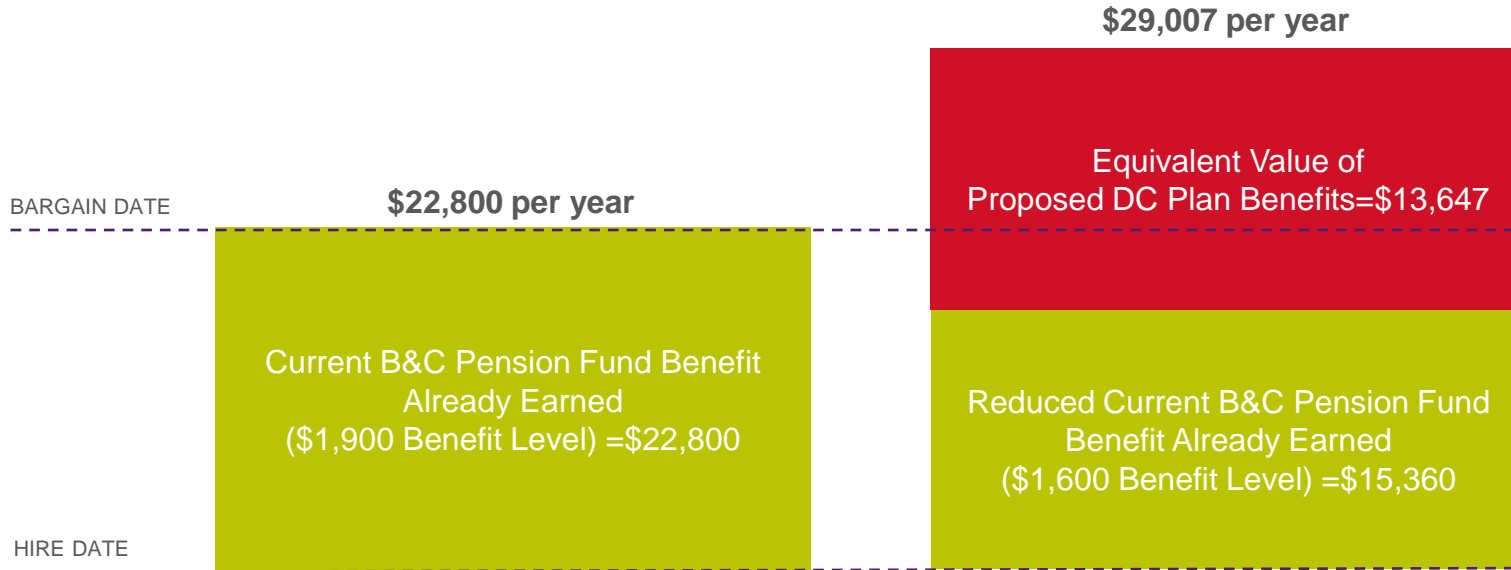 $29,007 per year
Equivalent Value of
Proposed DC Plan Benefits=$13,647
BARGAIN DATE
$22,800 per year
Current B&C Pension Fund Benefit
Already Earned
($1,900 Benefit Level) =$22,800
Reduced Current B&C Pension Fund
Benefit Already Earned
($1,600 Benefit Level) =$15,360
HIRE DATE